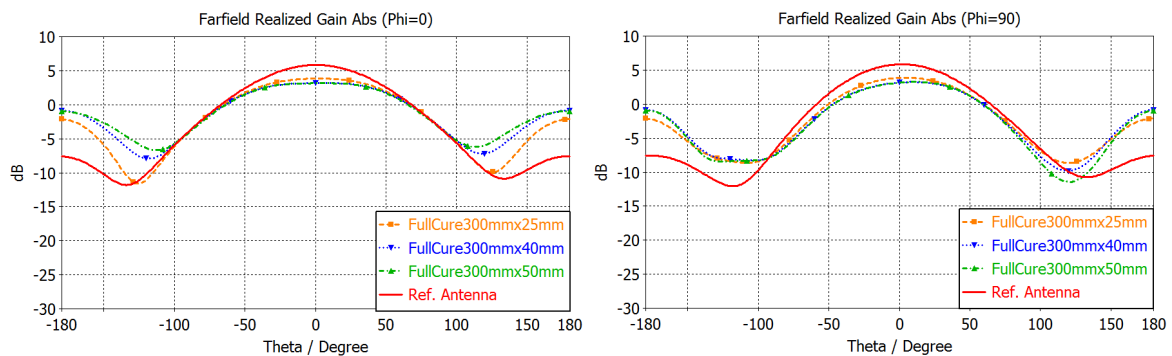 Farfield Realized Gain Abs (Phi=0)
10
5
0
-5
-10
-15
-20
-25
-30
dB
-180
-100
-50
0
50
100
180
Theta / Degree
FullCure300mmx25mm
FullCure300mmx40mm
FullCure300mmx50mm
Ref. Antenna
Farfield Realized Gain Abs (Phi=90)
10
5
0
-5
-10
-15
-20
-25
-30
dB
-180
-100
-50
0
50
100
180
Theta / Degree
FullCure300mmx25mm
FullCure300mmx40mm
FullCure300mmx50mm
Ref. Antenna